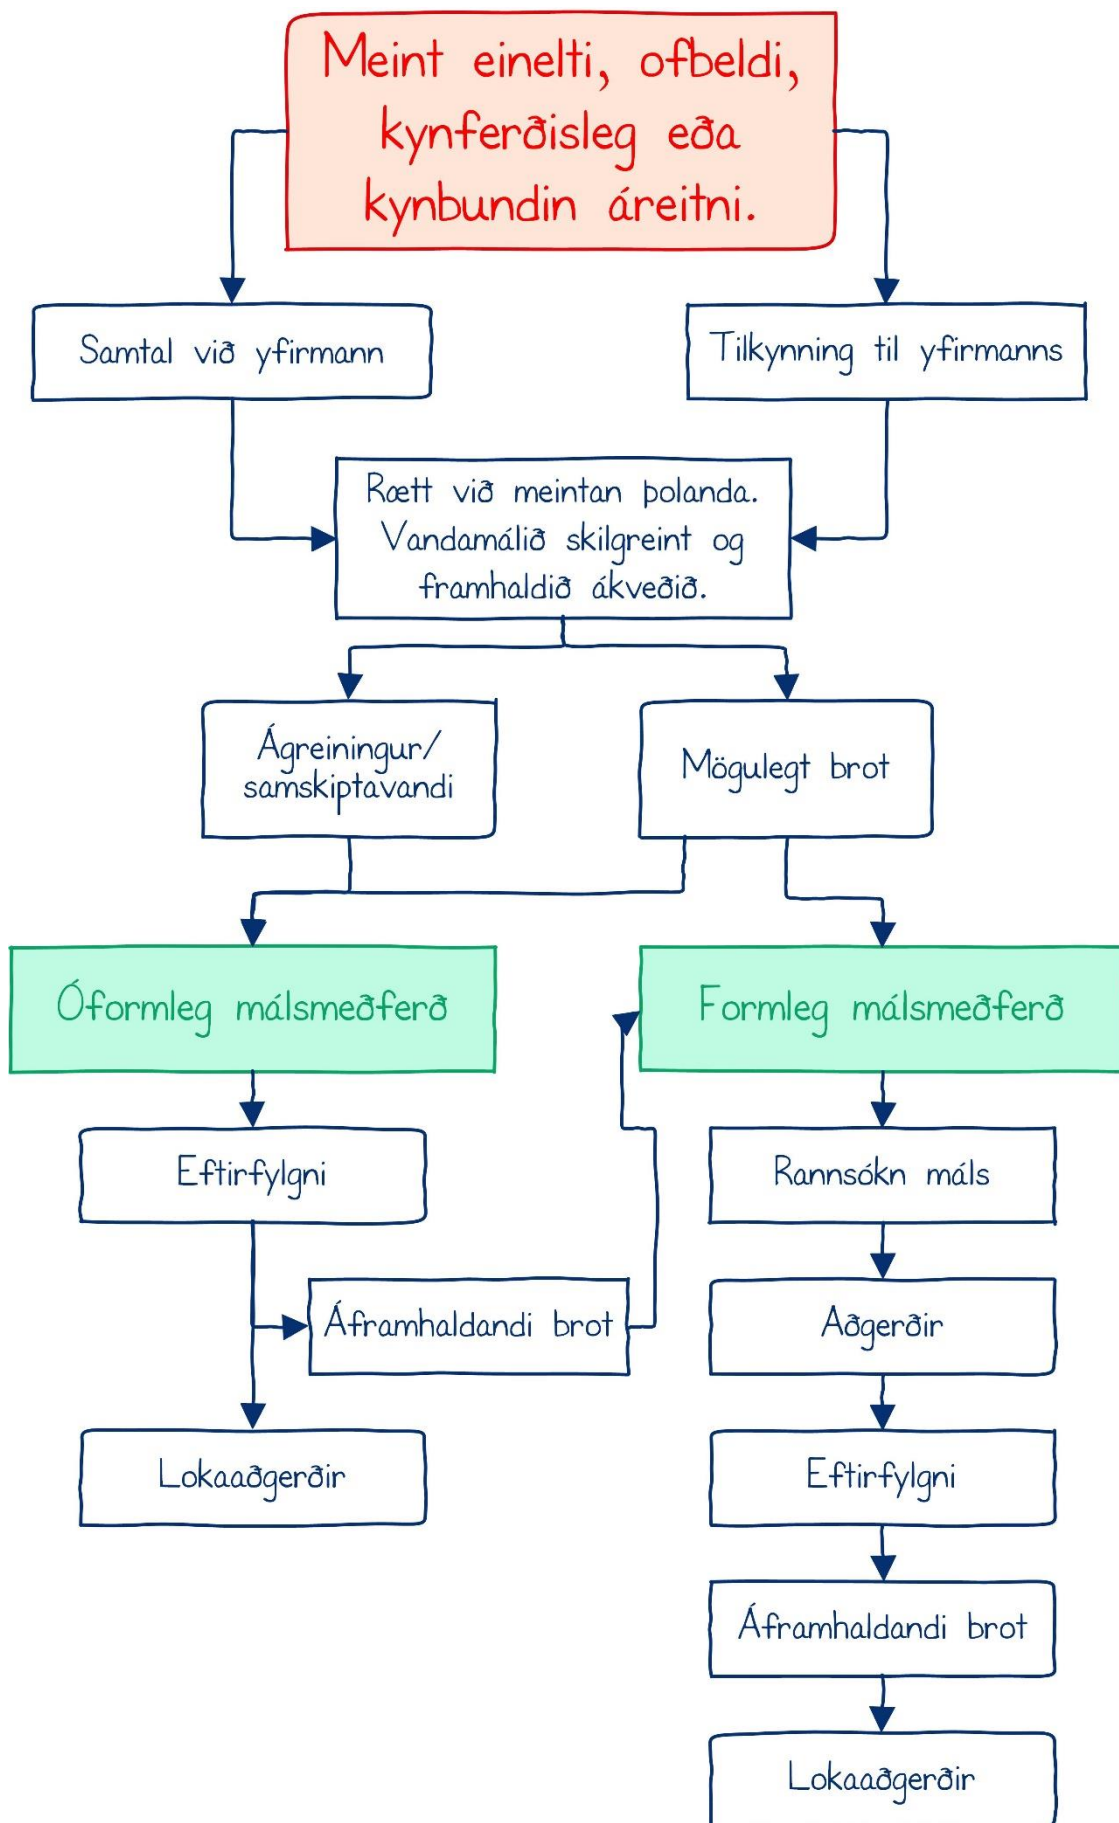 Meint einelti, ofbeldi,
kynferðisleg eða
kynbundin áreitni.
Samtal við yfirmann
Tilkynning til yfirmanns
Rætt við meintan þolanda.
Vandamálið skilgreint og
framhaldið ákveðið.
Ágreiningur/
samskiptavandi
Mögulegt brot
Óformleg málsmeðferð
Formleg málsmeðferð
Eftirfylgni
Rannsókn máls
Áframhaldandi brot
Aðgerðir
Lokaaðgerðir
Eftirfylgni
Áframhaldandi brot
Lokaaðgerðir